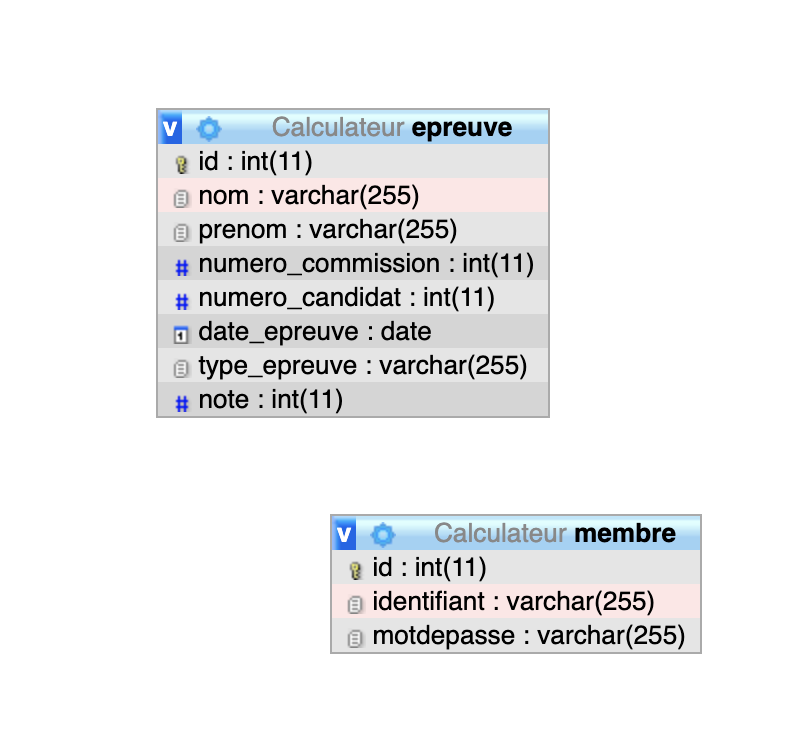 v Calculateur epreuve
id : int(11)
nom : varchar(255)
prenom : varchar(255)
# numero_commission : int(11)
# numero_candidat : int(11)
date_epreuve : date
type_epreuve : varchar(255)
# note : int(11)
v Calculateur membre
id : int(11)
identifiant : varchar(255)
motdepasse : varchar(255)